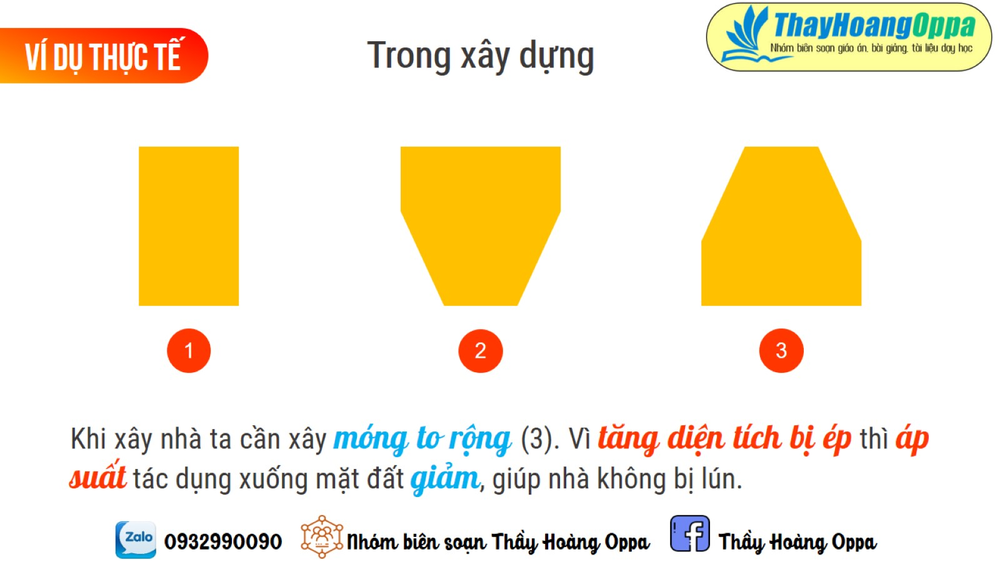 VÍ DỤ THỰC TẾ
Trong xây dựng
ThayHoangOppa
Nhóm biên soạn giáo án, bài giảng, tài liệu dạy học
1
2
3
Khi xây nhà ta cần xây móng to rộng (3). Vì tăng diện tích bị ép thì áp
suất tác dụng xuống mặt đất giảm, giúp nhà không bị lún.
Zalo 0932990090 Nhóm biên soạn Thầy Hoàng Oppa f Thầy Hoàng Oppa